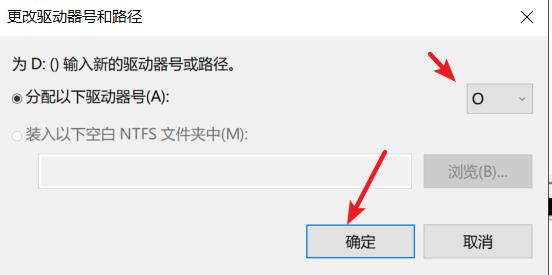 更改驱动器号和路径
为 D: () 输入新的驱动器号或路径。
分配以下驱动器号(A):
O
装入以下空白 NTFS 文件夹中(M):
浏览(B)...
确定
取消